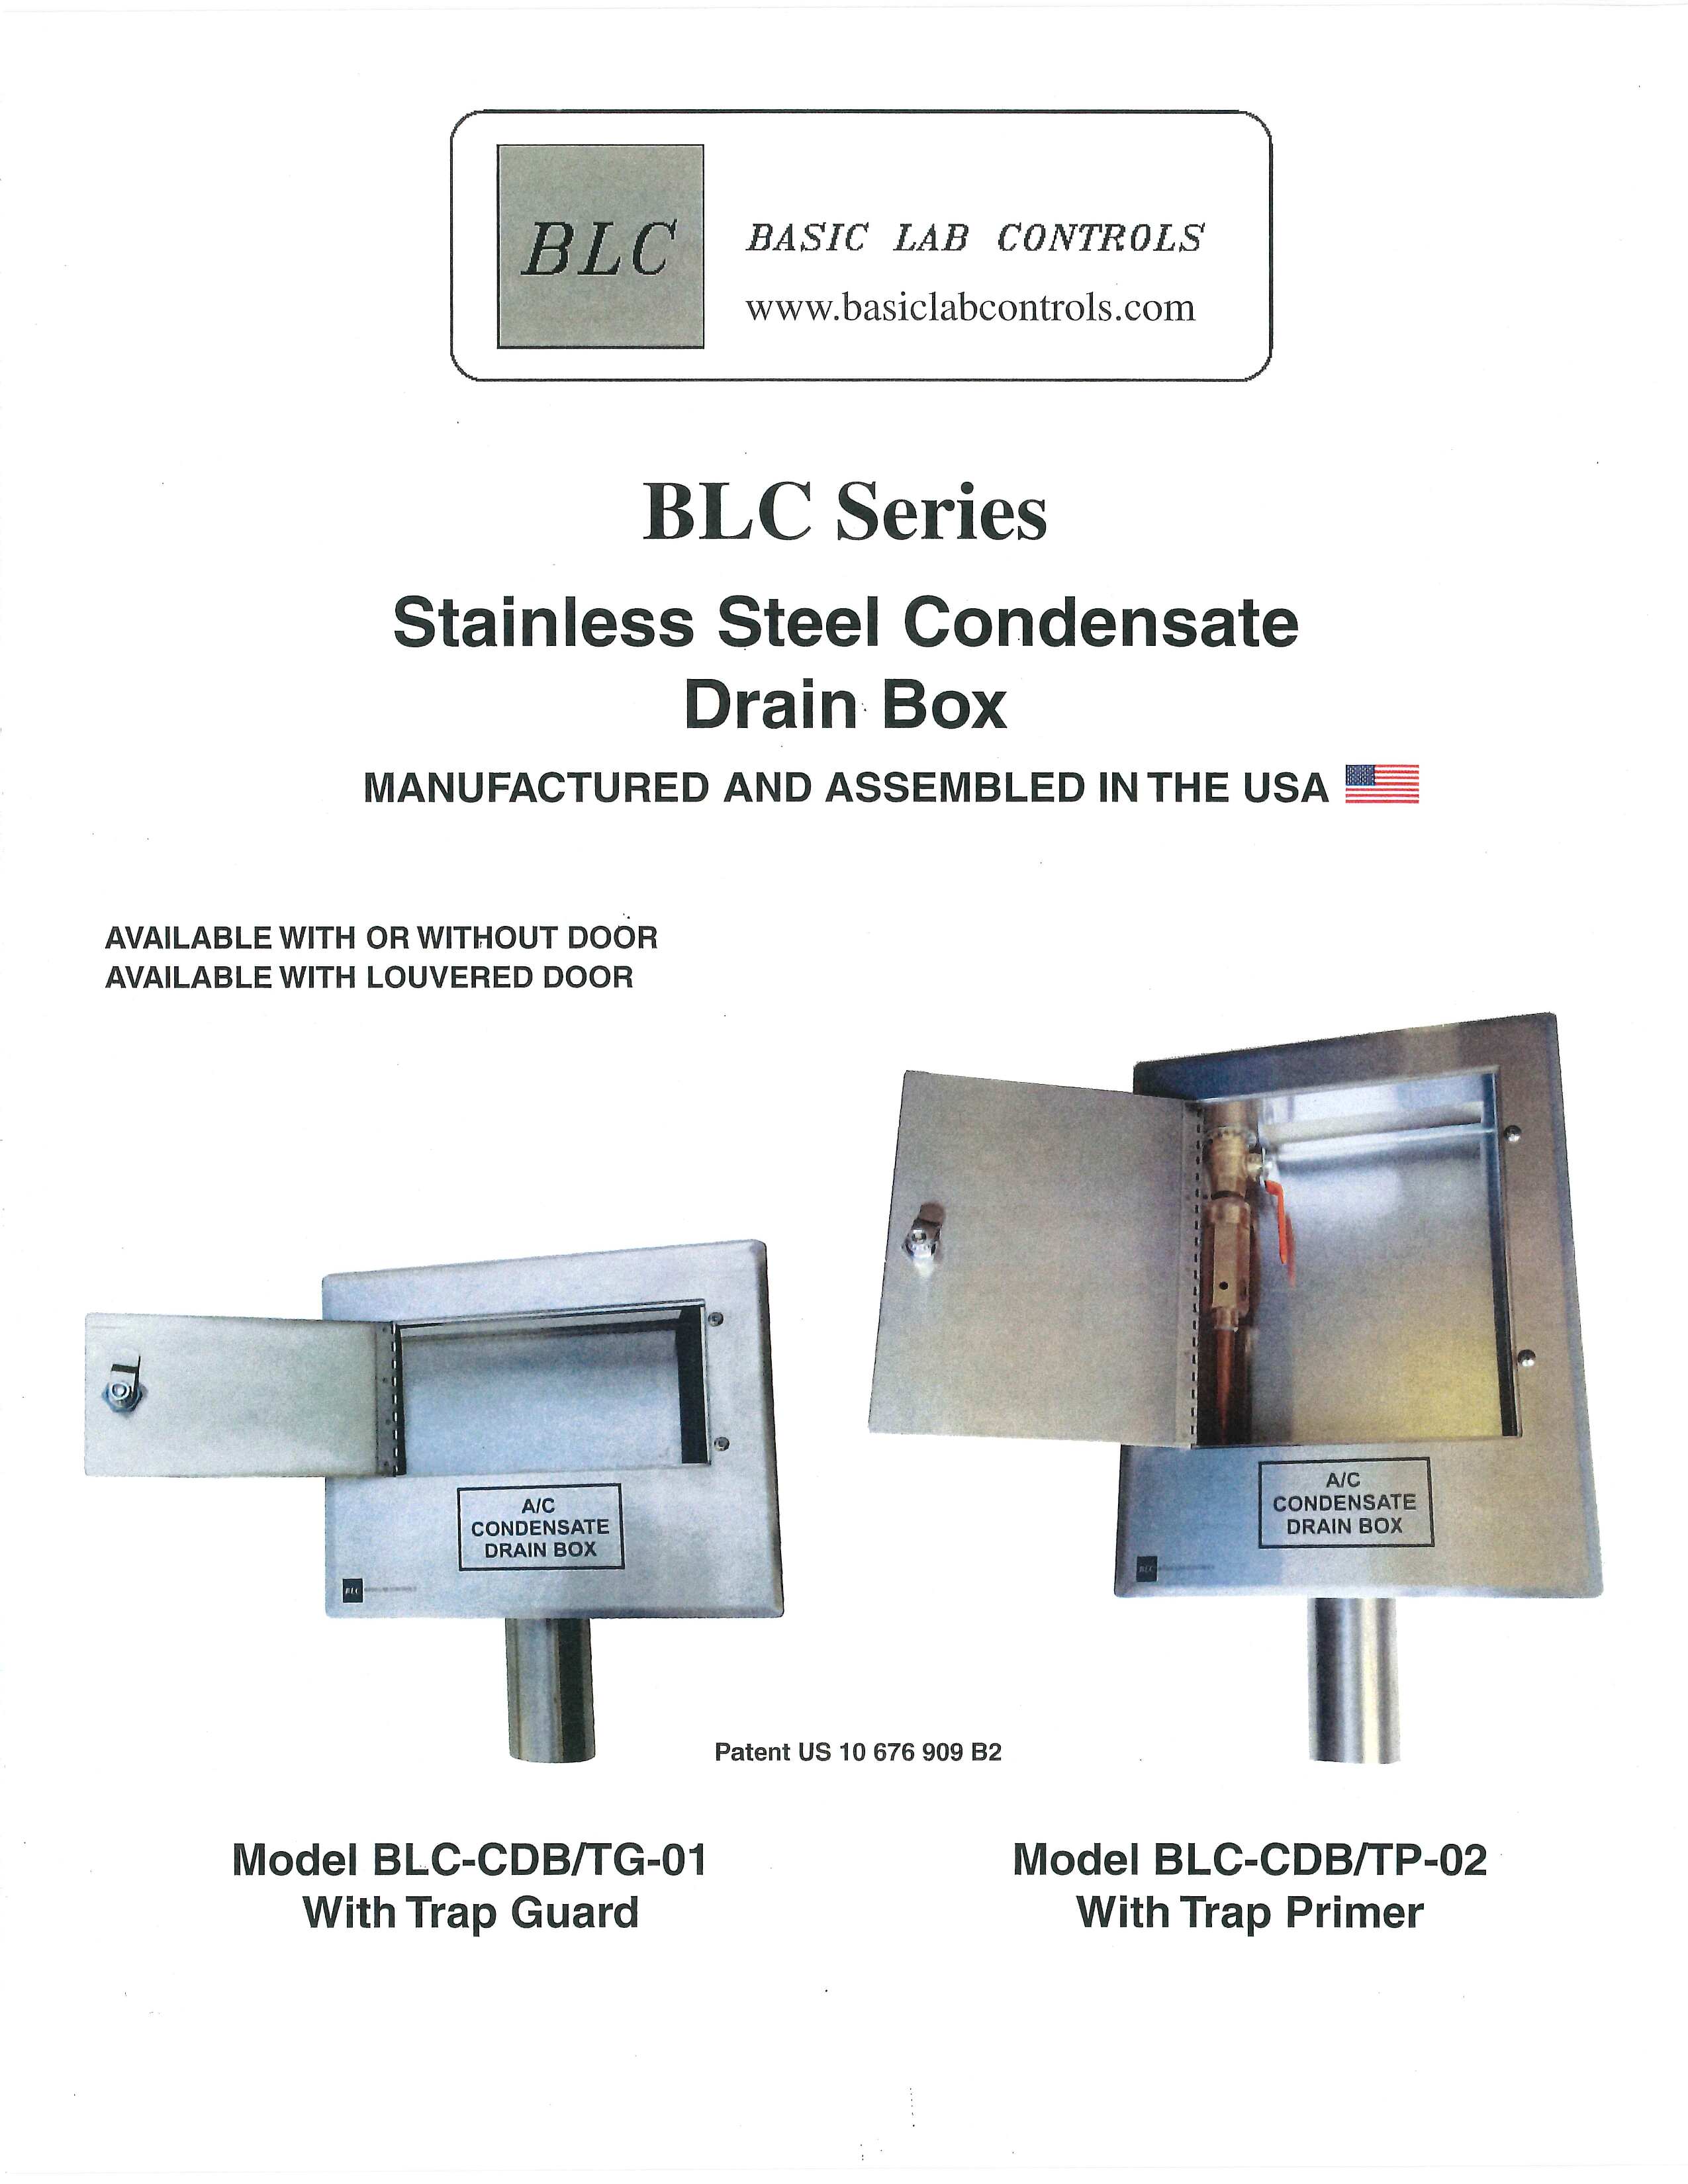 BLC
BASIC LAB CONTROLS
www.basiclabcontrols.com
BLC Series
Stainless Steel Condensate
Drain Box
MANUFACTURED AND ASSEMBLED IN THE USA
AVAILABLE WITH OR WITHOUT DOOR
AVAILABLE WITH LOUVERED DOOR
A/C
CONDENSATE
DRAIN BOX
BLC
A/C
CONDENSATE
DRAIN BOX
BLC
Patent US 10 676 909 B2
Model BLC-CDB/TG-01
With Trap Guard
Model BLC-CDB/TP-02
With Trap Primer